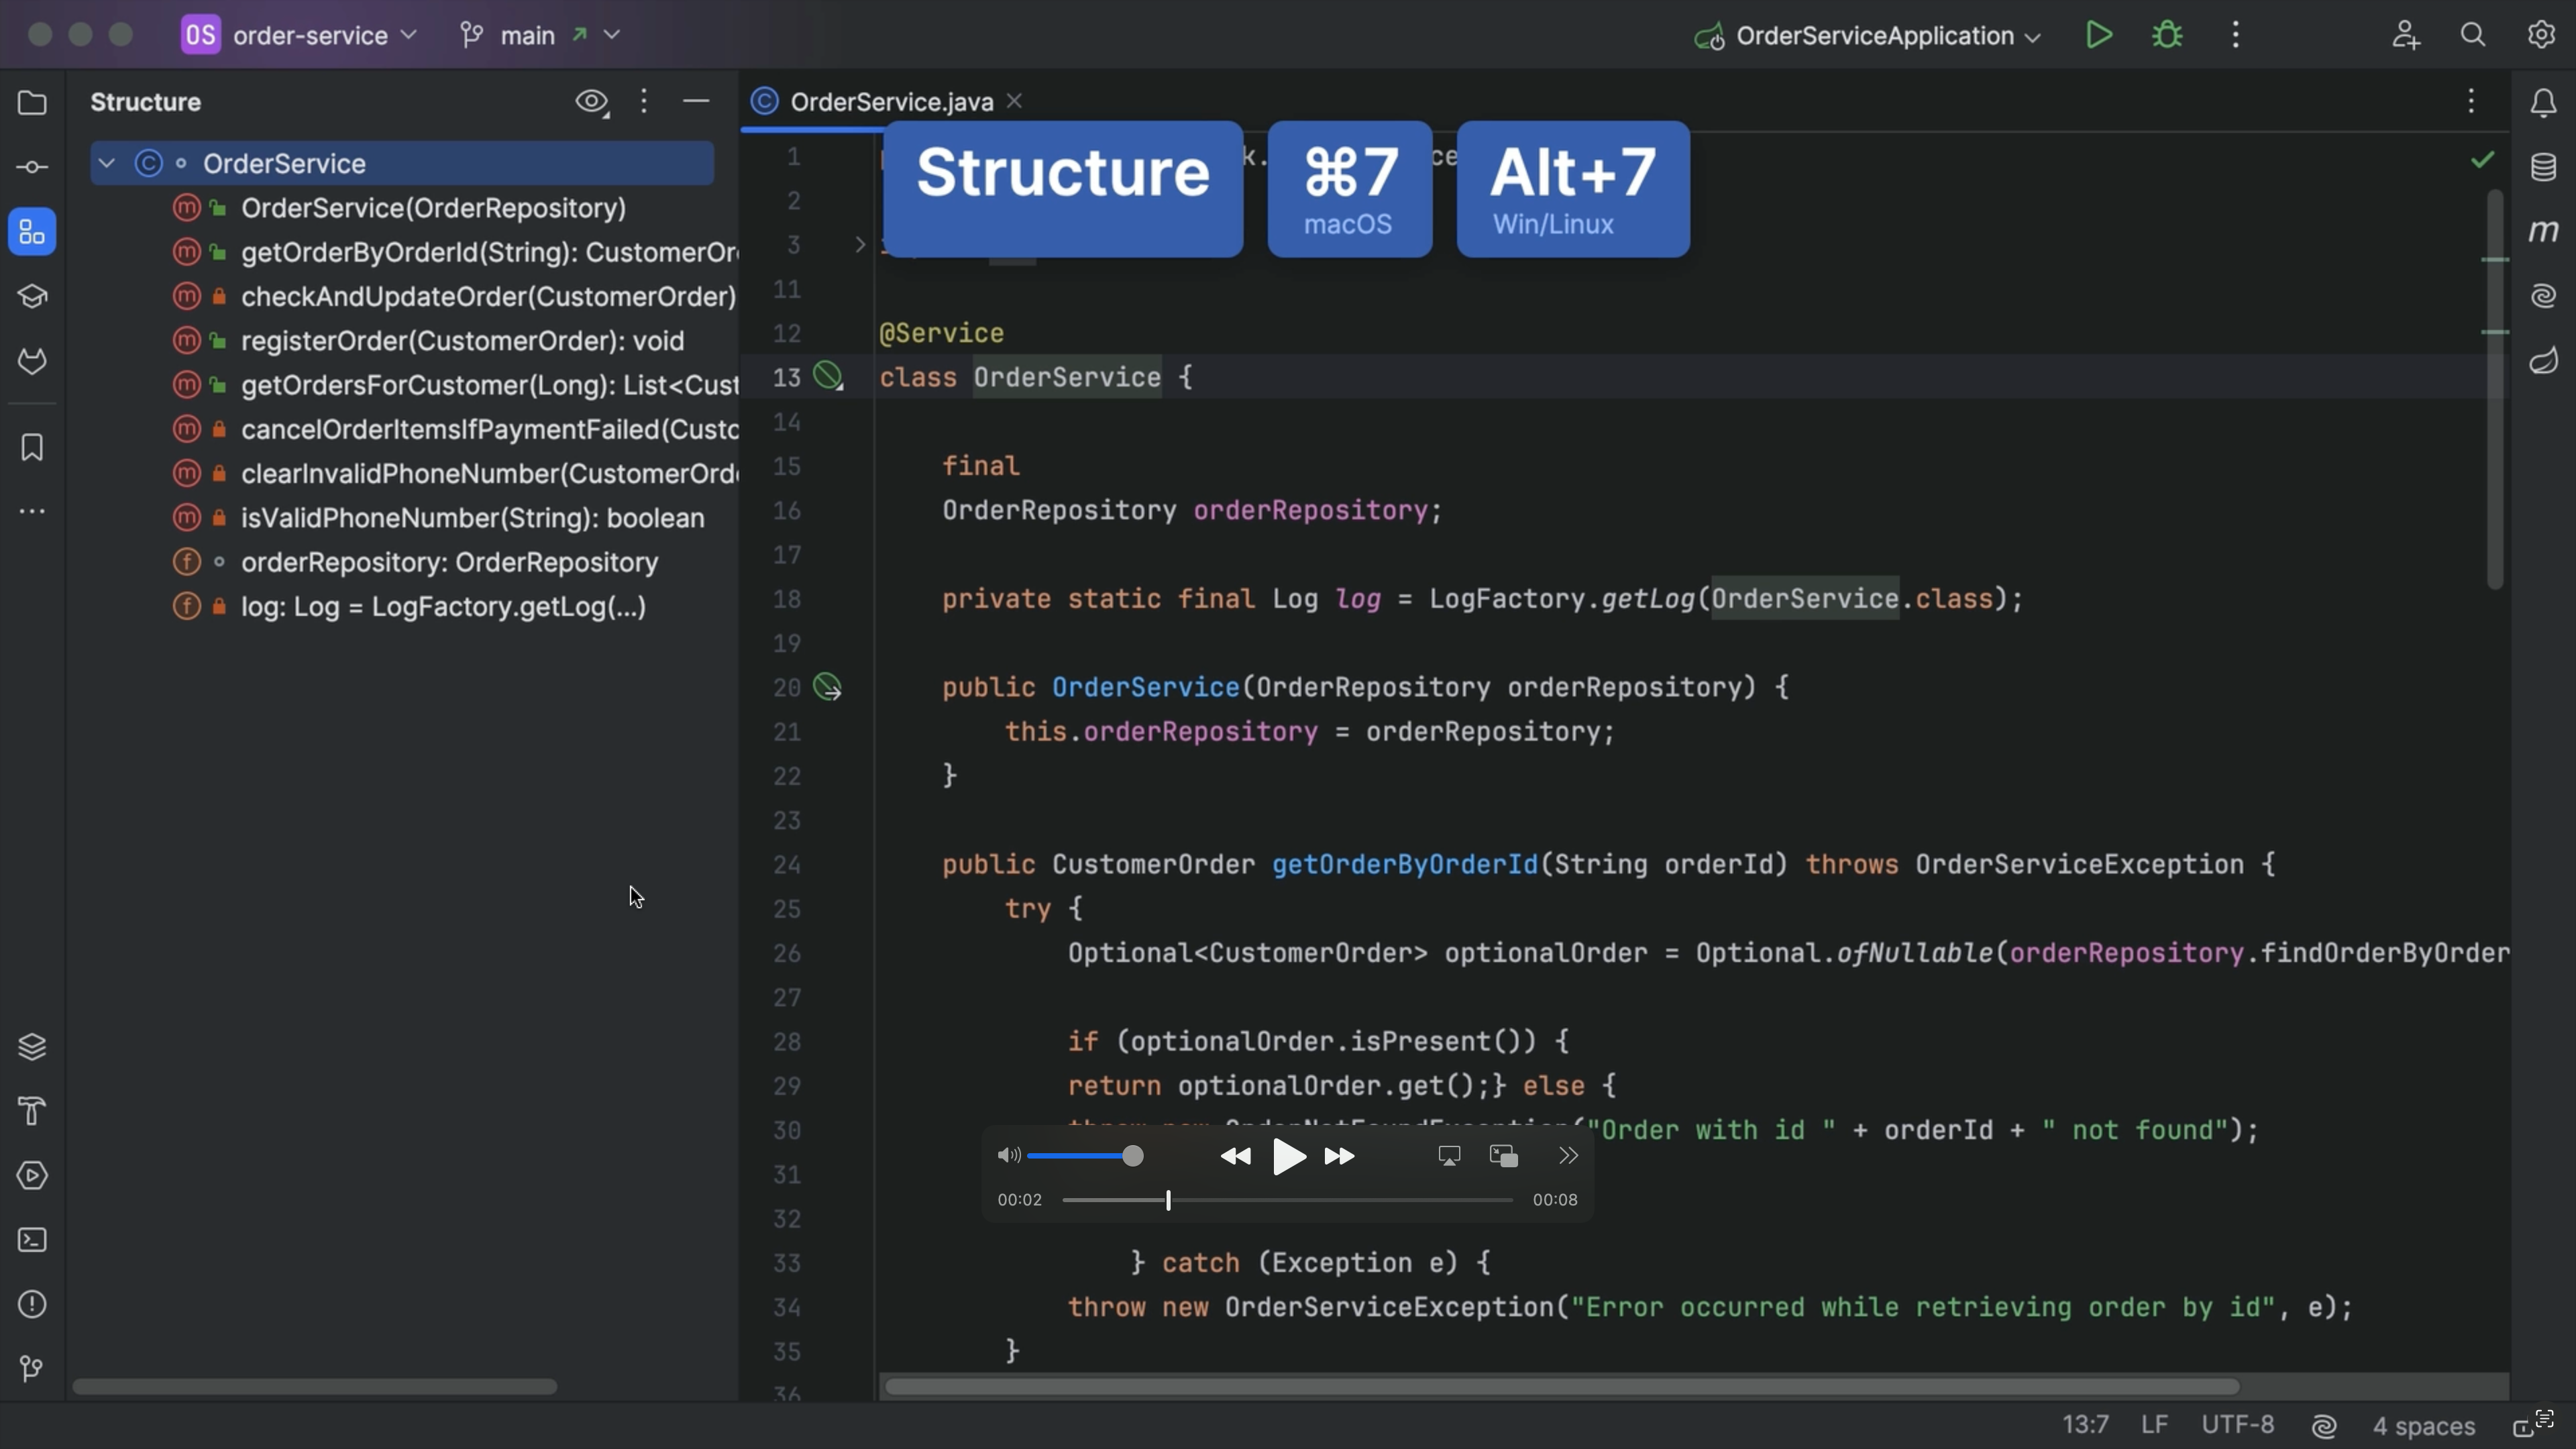 OS order-service main OrderServiceApplication
Structure
OrderService
OrderService(OrderRepository)
getOrderByOrderId(String): CustomerOr
checkAndUpdateOrder(CustomerOrder)
registerOrder(CustomerOrder): void
getOrdersForCustomer(Long): List<Cust
cancelOrderItemsIfPaymentFailed(Custo
clearInvalidPhoneNumber(CustomerOrd
isValidPhoneNumber(String): boolean
orderRepository: OrderRepository
log: Log = LogFactory.getLog(...)
OrderService.java
Structure
⌘7
macOS
Alt+7
Win/Linux
1
2
3
11
12 @Service
13 class OrderService {
14
15 final
16 OrderRepository orderRepository;
17
18 private static final Log log = LogFactory.getLog(OrderService.class);
19
20 public OrderService(OrderRepository orderRepository) {
21 this.orderRepository = orderRepository;
22 }
23
24 public CustomerOrder getOrderByOrderId(String orderId) throws OrderServiceException {
25 try {
26 Optional<CustomerOrder> optionalOrder = Optional.ofNullable(orderRepository.findOrderByOrder
27
28 if (optionalOrder.isPresent()) {
29 return optionalOrder.get();} else {
30 throw new OrderNotFoundException("Order with id " + orderId + " not found");
31
32
33 } catch (Exception e) {
34 throw new OrderServiceException("Error occurred while retrieving order by id", e);
35 }
36
00:02 00:08
13:7 LF UTF-8 4 spaces